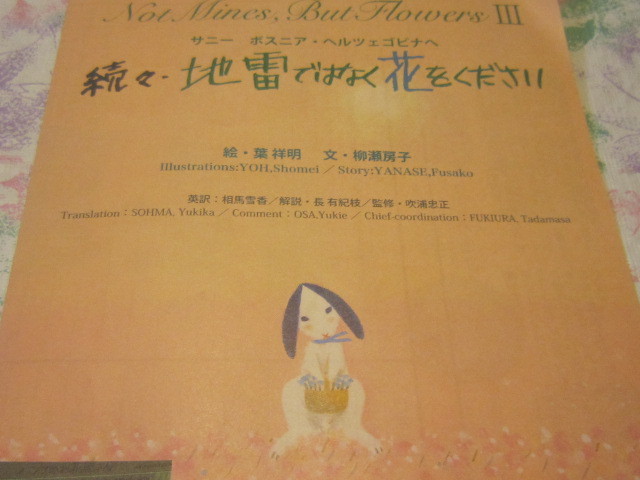 Not Mines, But Flowers III
サニー ボスニア・ヘルツェゴビナへ
続々・地雷ではなく花をください
絵・葉 祥明 文・柳瀬房子
Illustrations:YOH,Shomei／Story:YANASE,Fusako
英訳：相馬雪香／解説・長 有紀枝／監修・吹浦忠正
Translation：SOHMA, Yukika／Comment：OSA,Yukie／Chief-coordination：FUKIURA, Tadamasa